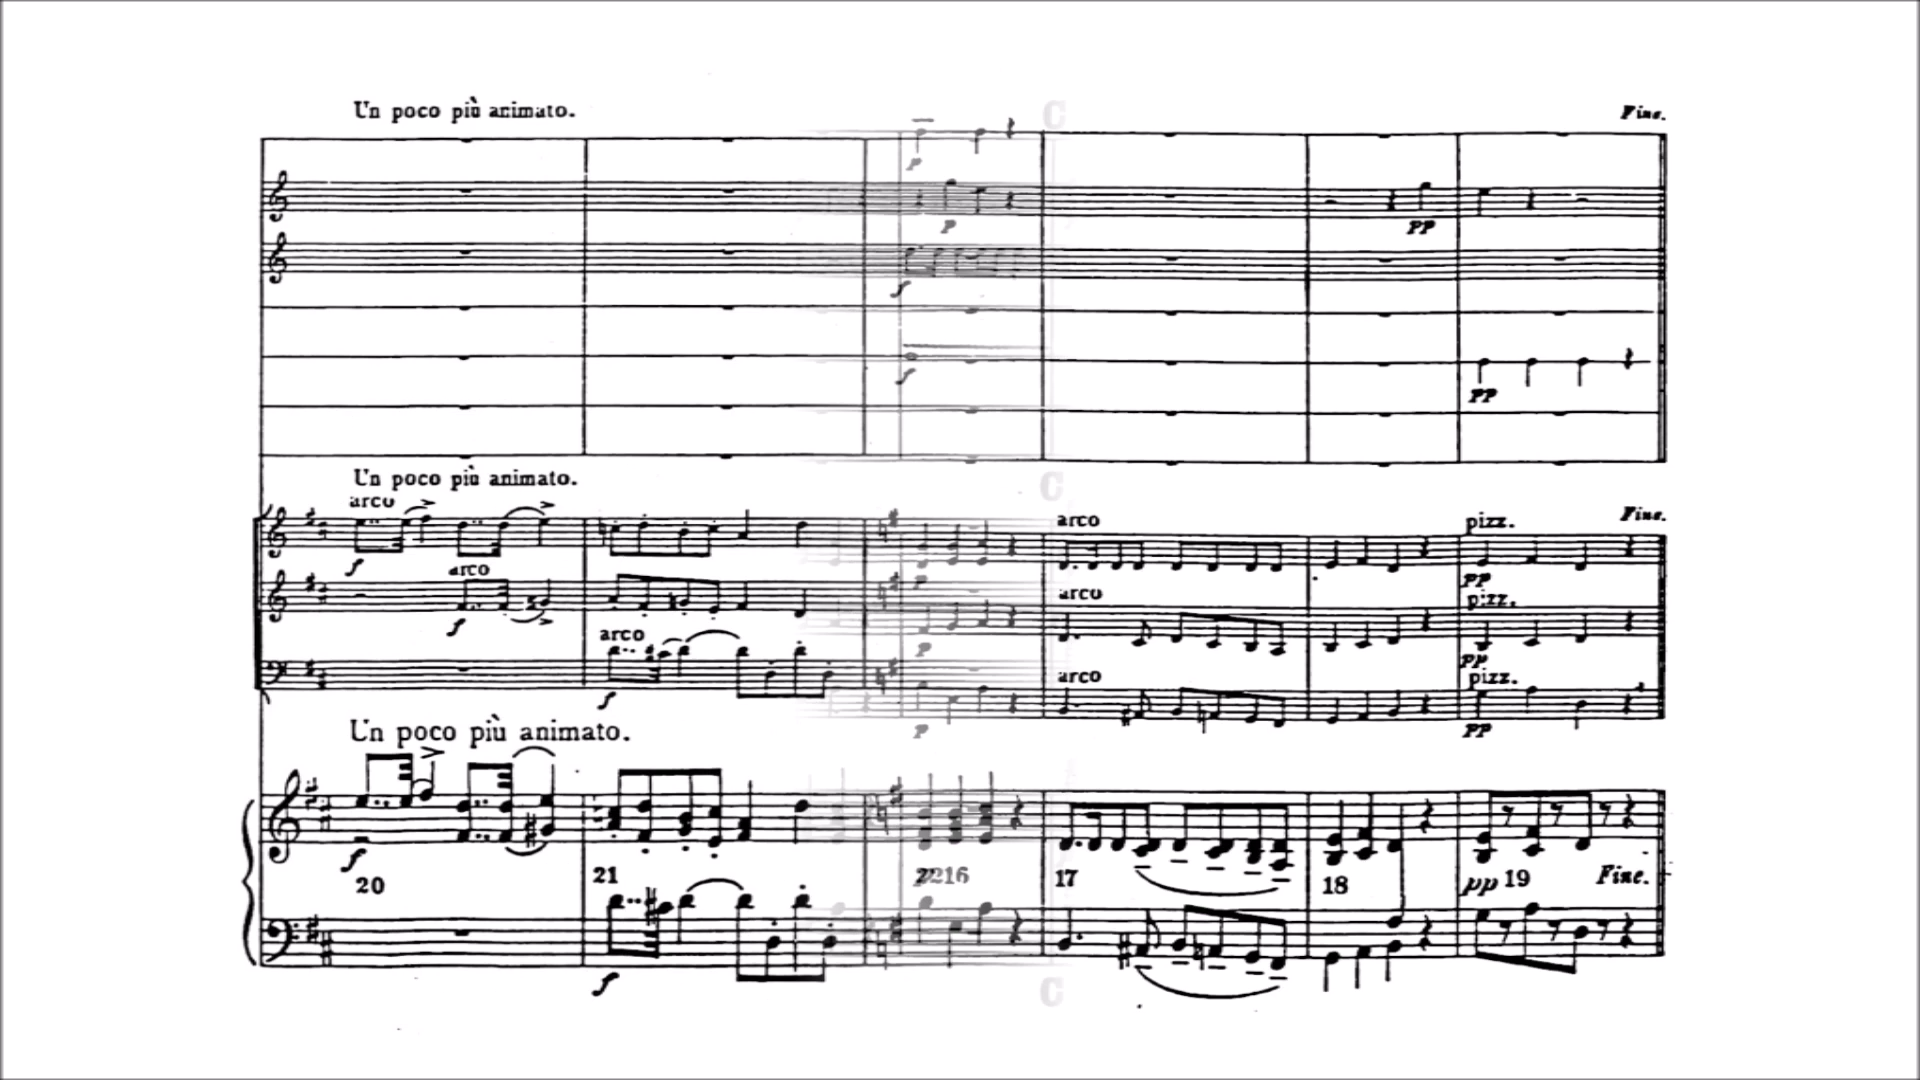 Un poco più animato.
C
Fine.
p
p
pp
f
f
pp
Un poco più animato.
C
arco
f
arco
f
arco
f
p
p
p
arco
arco
arco
pizz.
Fine.
pp
pizz.
pp
pizz.
pp
Un poco più animato.
f
20
21
16
17
18
pp 19
Fine.
f
C